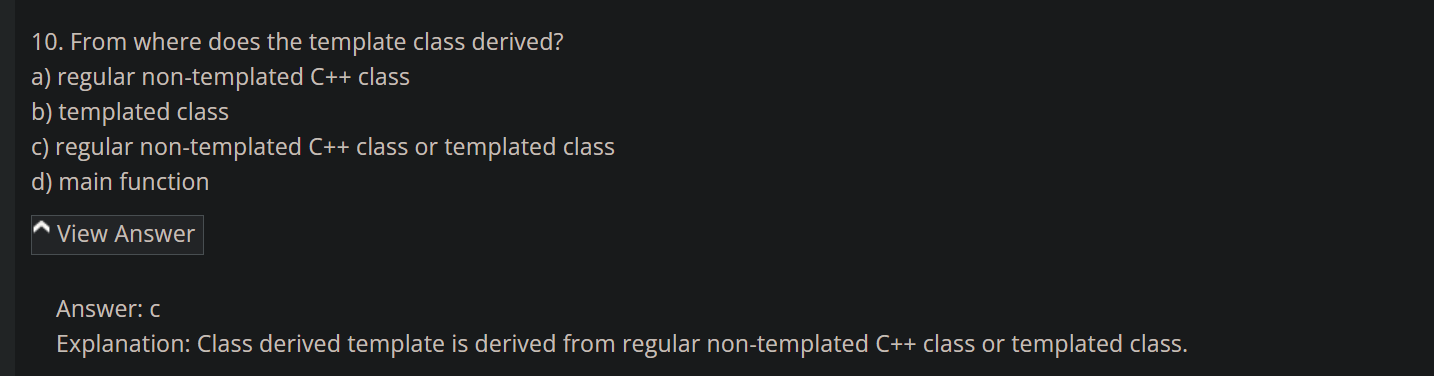 10. From where does the template class derived?
a) regular non-templated C++ class
b) templated class
c) regular non-templated C++ class or templated class
d) main function
View Answer
Answer: c
Explanation: Class derived template is derived from regular non-templated C++ class or templated class.